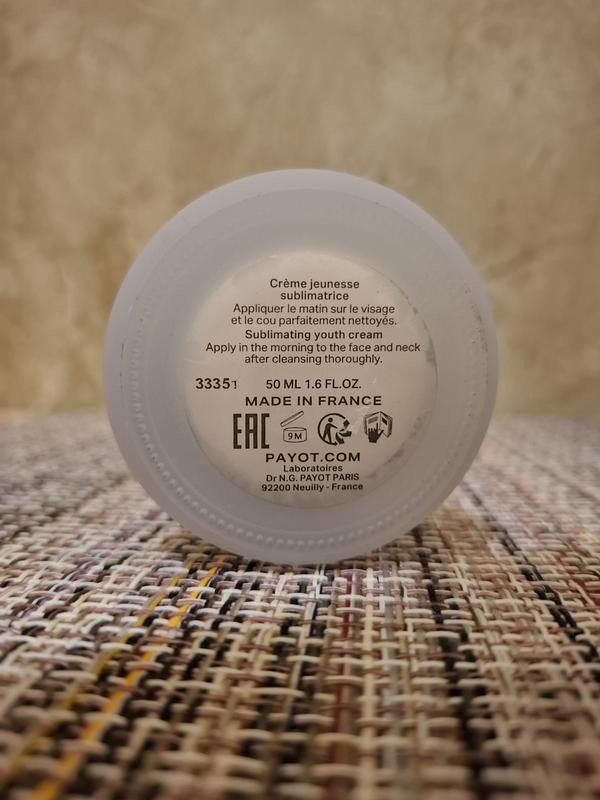 Crème jeunesse
sublimatrice
Appliquer le matin sur le visage
et le cou parfaitement nettoyés.
Sublimating youth cream
Apply in the morning to the face and neck
after cleansing thoroughly.
33351 50 ML 1.6 FL.OZ.
MADE IN FRANCE
EAC 9M
PAYOT.COM
Laboratoires
Dr N.G. PAYOT PARIS
92200 Neuilly - France